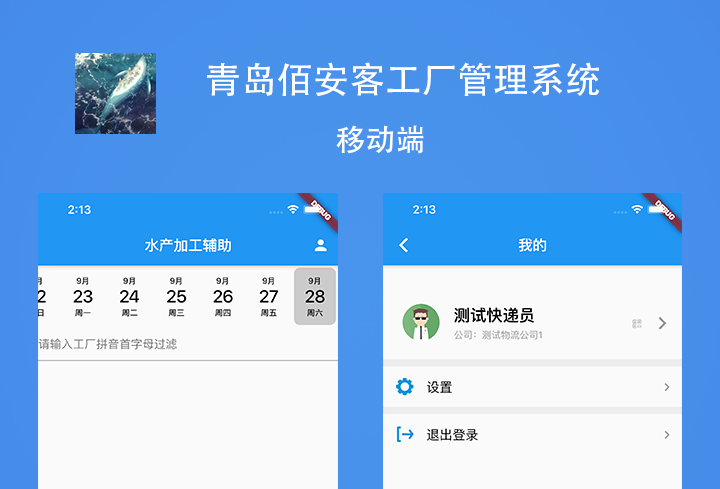 青岛佰安客工厂管理系统
移动端
2:13
DEBUG
水产加工辅助
月 9月 9月 9月 9月 9月 9月
2 23 24 25 26 27 28
日 周一 周二 周三 周四 周五 周六
请输入工厂拼音首字母过滤
2:13
DEBUG
我的
测试快递员
公司：测试物流公司1
设置
退出登录